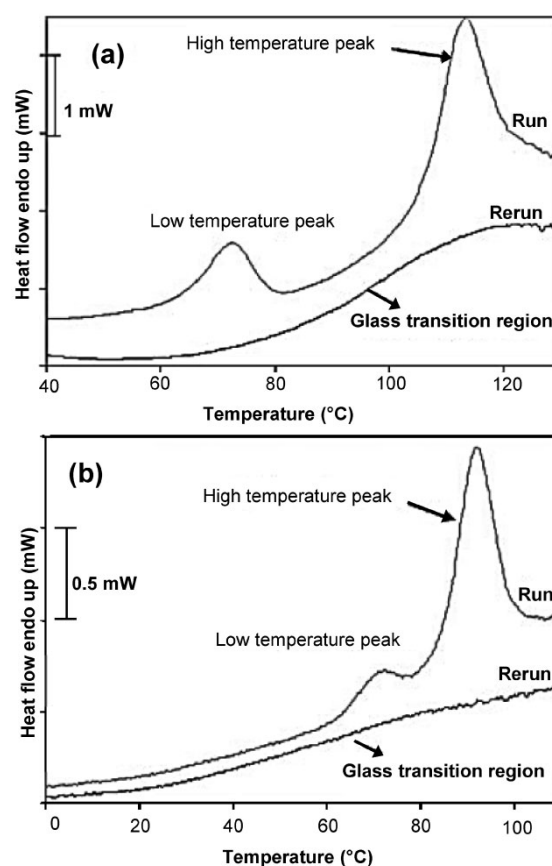 (a)
High temperature peak
1 mW
Run
Low temperature peak
Rerun
Glass transition region
Heat flow endo up (mW)
40 60 80 100 120
Temperature (°C)
(b)
High temperature peak
0.5 mW
Run
Low temperature peak
Rerun
Glass transition region
Heat flow endo up (mW)
0 20 40 60 80 100
Temperature (°C)